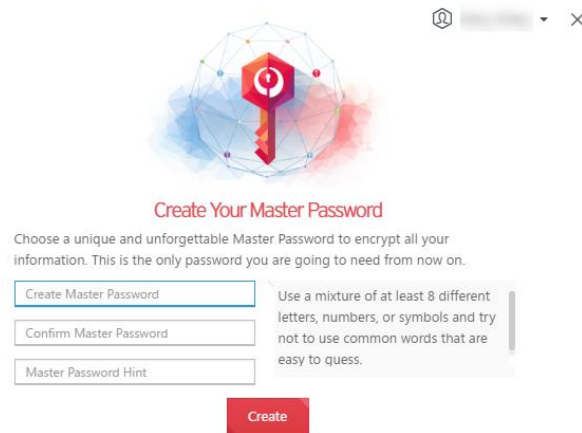 Create Your Master Password
Choose a unique and unforgettable Master Password to encrypt all your
information. This is the only password you are going to need from now on.
Create Master Password
Confirm Master Password
Master Password Hint
Use a mixture of at least 8 different
letters, numbers, or symbols and try
not to use common words that are
easy to guess.
Create